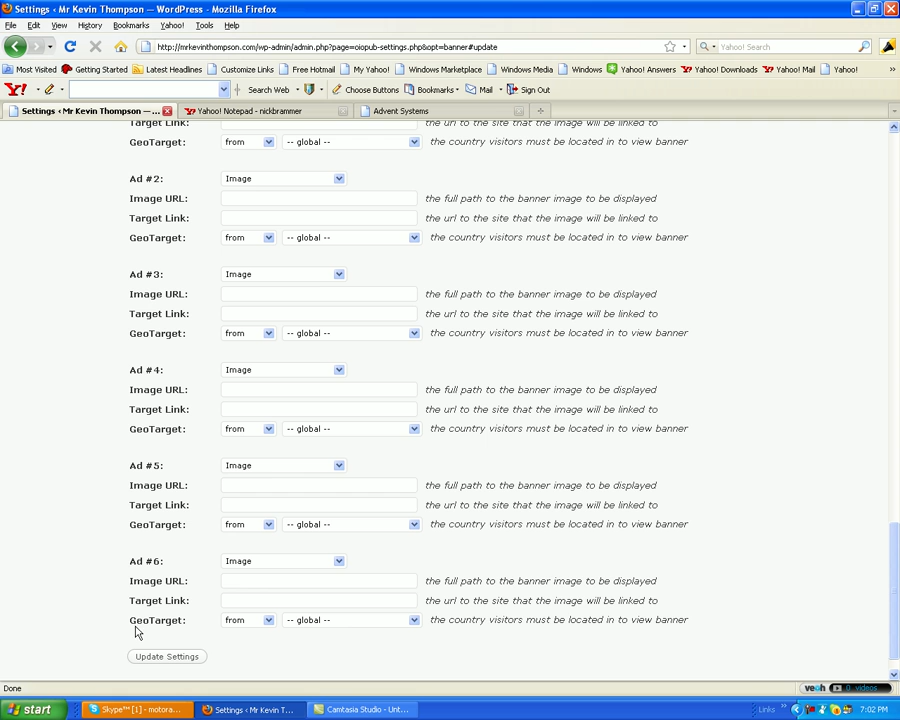 Settings ‹ Mr Kevin Thompson — WordPress - Mozilla Firefox
File Edit View History Bookmarks Yahoo! Tools Help
http://mrkevinthompson.com/wp-admin/admin.php?page=oiopub-settings.php&opt=banner#update
Yahoo! Search
Most Visited Getting Started Latest Headlines Customize Links Free Hotmail My Yahoo! Windows Marketplace Windows Media Windows Yahoo! Answers Yahoo! Downloads Yahoo! Mail Yahoo!
Y! Search Web Choose Buttons Bookmarks Mail Sign Out
Settings ‹ Mr Kevin Thompson —... Yahoo! Notepad - nickbrammer Advent Systems
Target Link: the url to the site that the image will be linked to
GeoTarget: from -- global -- the country visitors must be located in to view banner
Ad #2: Image
Image URL: the full path to the banner image to be displayed
Target Link: the url to the site that the image will be linked to
GeoTarget: from -- global -- the country visitors must be located in to view banner
Ad #3: Image
Image URL: the full path to the banner image to be displayed
Target Link: the url to the site that the image will be linked to
GeoTarget: from -- global -- the country visitors must be located in to view banner
Ad #4: Image
Image URL: the full path to the banner image to be displayed
Target Link: the url to the site that the image will be linked to
GeoTarget: from -- global -- the country visitors must be located in to view banner
Ad #5: Image
Image URL: the full path to the banner image to be displayed
Target Link: the url to the site that the image will be linked to
GeoTarget: from -- global -- the country visitors must be located in to view banner
Ad #6: Image
Image URL: the full path to the banner image to be displayed
Target Link: the url to the site that the image will be linked to
GeoTarget: from -- global -- the country visitors must be located in to view banner
Update Settings
Done
veoh 0 videos
start Skype™ [1] - motora... Settings ‹ Mr Kevin T... Camtasia Studio - Unt... Links 7:02 PM